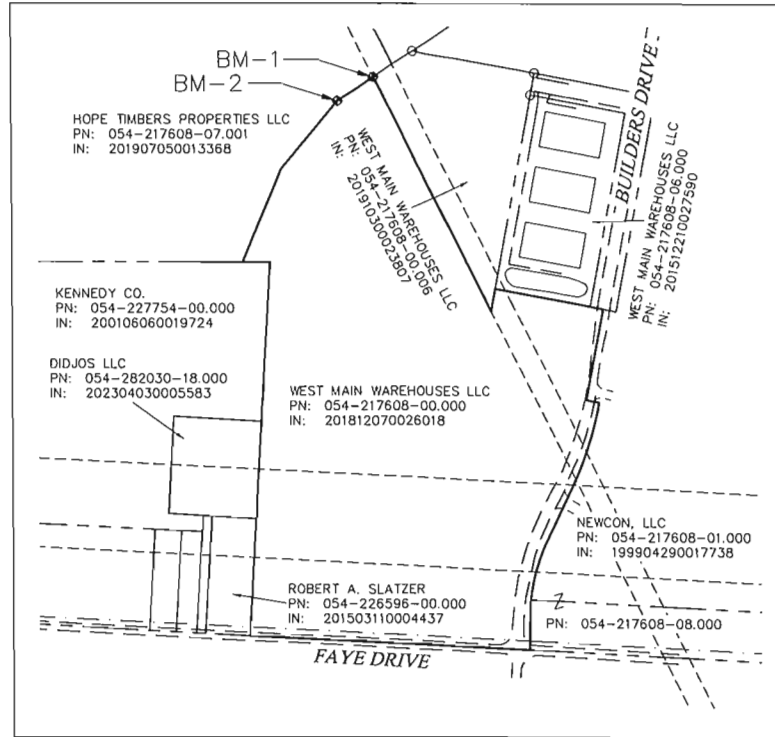 BM-1
BM-2
HOPE TIMBERS PROPERTIES LLC
PN: 054-217608-07.001
IN: 201907050013368
WEST MAIN WAREHOUSES LLC
PN: 054-217608-00.006
IN: 201910300023807
BUILDERS DRIVE -
WEST MAIN WAREHOUSES LLC
PN: 054-217608-06.000
IN: 201512210027590
KENNEDY CO.
PN: 054-227754-00.000
IN: 200106060019724
DIDJOS LLC
PN: 054-282030-18.000
IN: 202304030005583
WEST MAIN WAREHOUSES LLC
PN: 054-217608-00.000
IN: 201812070026018
NEWCON, LLC
PN: 054-217608-01.000
IN: 199904290017738
ROBERT A. SLATZER
PN: 054-226596-00.000
IN: 201503110004437
PN: 054-217608-08.000
FAYE DRIVE